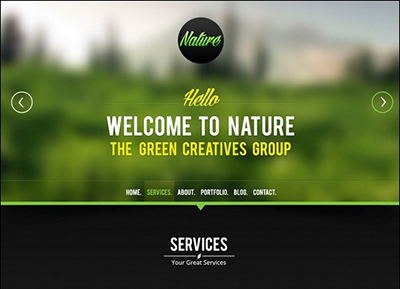 Nature
Hello
WELCOME TO NATURE
THE GREEN CREATIVES GROUP
HOME. SERVICES. ABOUT. PORTFOLIO. BLOG. CONTACT.
SERVICES
Your Great Services